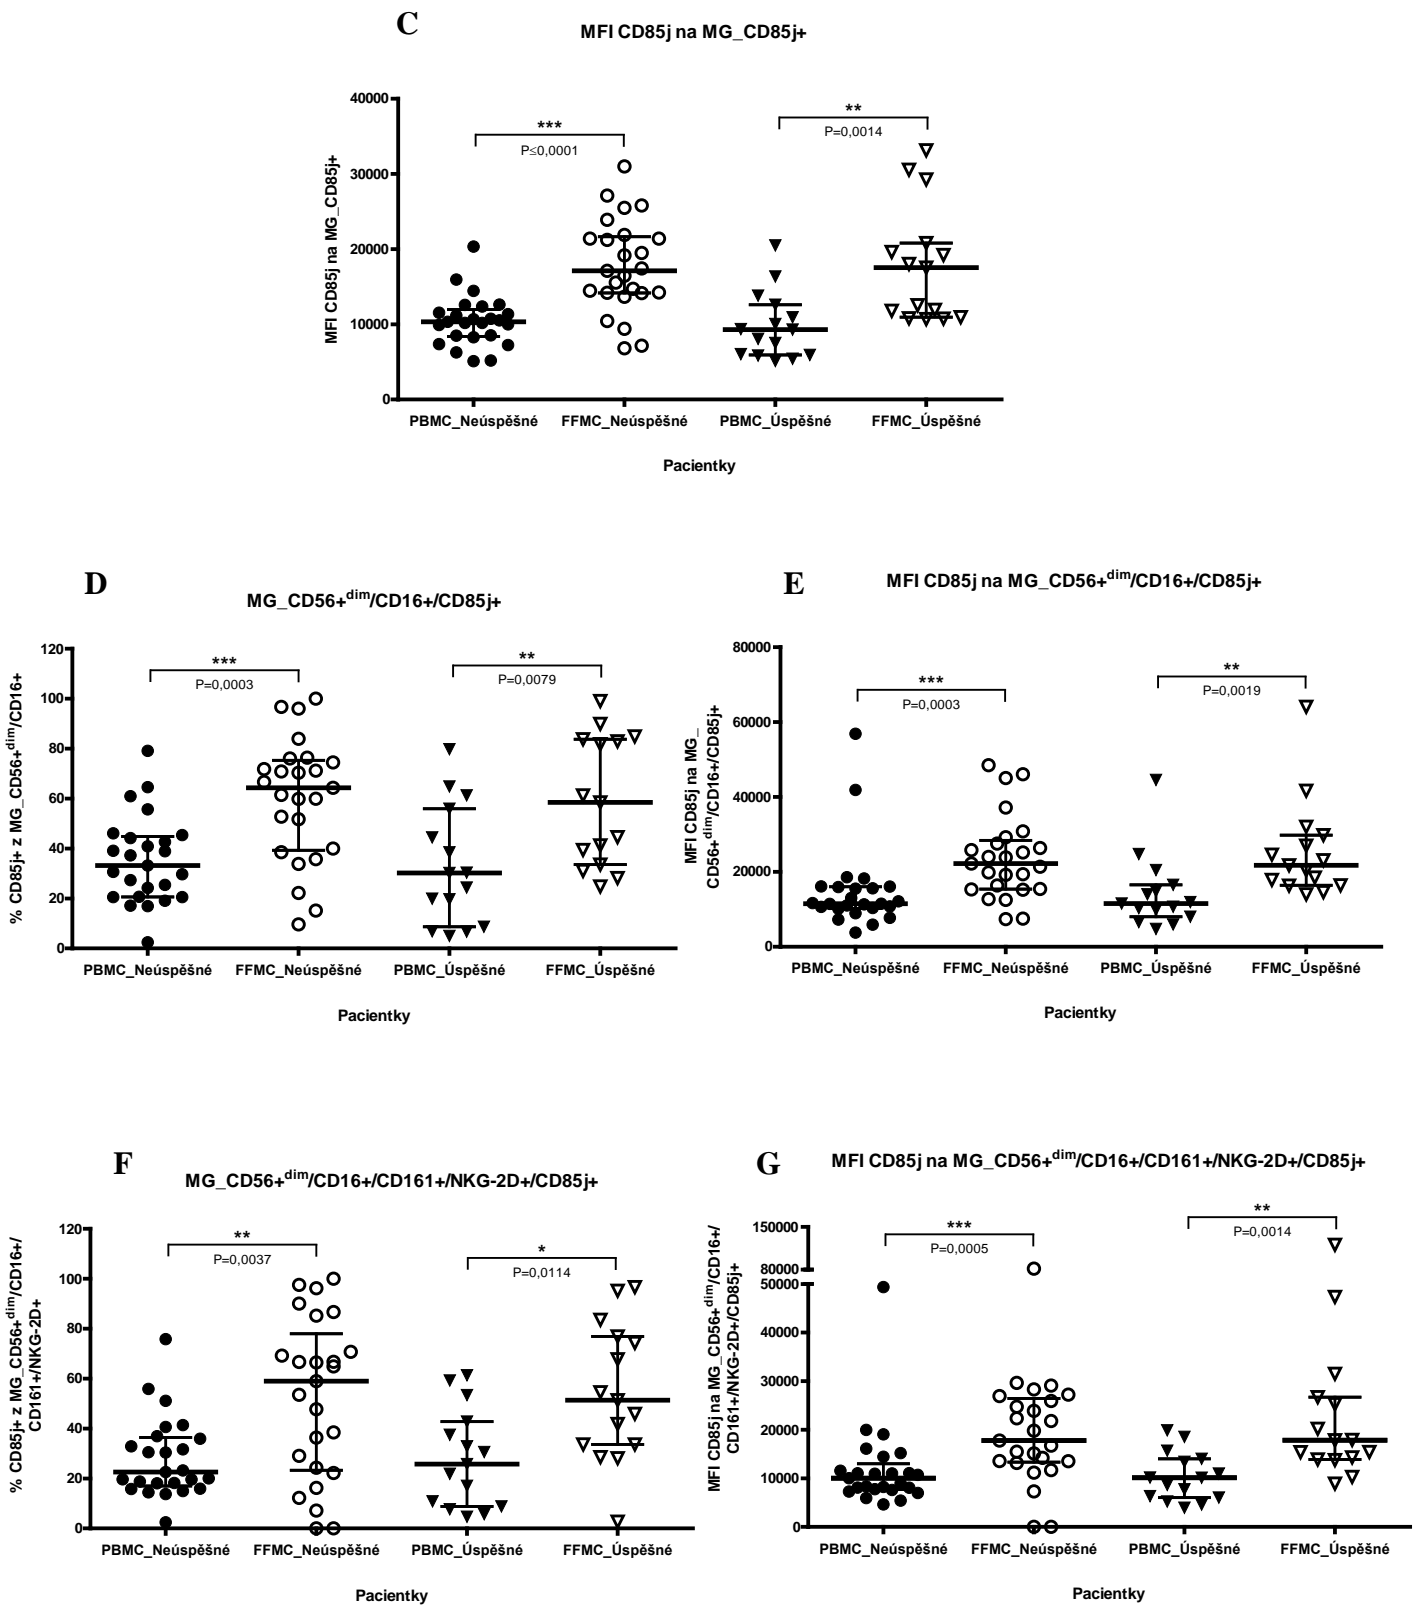 C
MFI CD85j na MG_CD85j+
MFI CD85j na MG_CD85j+
40000
30000
20000
10000
0
***
P≤0,0001
**
P=0,0014
PBMC_Neúspěšné FFMC_Neúspěšné PBMC_Úspěšné FFMC_Úspěšné
Pacientky
D
MG_CD56+dim/CD16+/CD85j+
% CD85j+ z MG_CD56+dim/CD16+
120
100
80
60
40
20
0
***
P=0,0003
**
P=0,0079
PBMC_Neúspěšné FFMC_Neúspěšné PBMC_Úspěšné FFMC_Úspěšné
Pacientky
E
MFI CD85j na MG_CD56+dim/CD16+/CD85j+
MFI CD85j na MG_
CD56+dim/CD16+/CD85j+
80000
60000
40000
20000
0
***
P=0,0003
**
P=0,0019
PBMC_Neúspěšné FFMC_Neúspěšné PBMC_Úspěšné FFMC_Úspěšné
Pacientky
F
MG_CD56+dim/CD16+/CD161+/NKG-2D+/CD85j+
% CD85j+ z MG_CD56+dim/CD16+/
CD161+/NKG-2D+
120
100
80
60
40
20
0
**
P=0,0037
*
P=0,0114
PBMC_Neúspěšné FFMC_Neúspěšné PBMC_Úspěšné FFMC_Úspěšné
Pacientky
G
MFI CD85j na MG_CD56+dim/CD16+/CD161+/NKG-2D+/CD85j+
MFI CD85j na MG_CD56+dim/CD16+/
CD161+/NKG-2D+/CD85j+
150000
80000
50000
40000
30000
20000
10000
0
***
P=0,0005
**
P=0,0014
PBMC_Neúspěšné FFMC_Neúspěšné PBMC_Úspěšné FFMC_Úspěšné
Pacientky